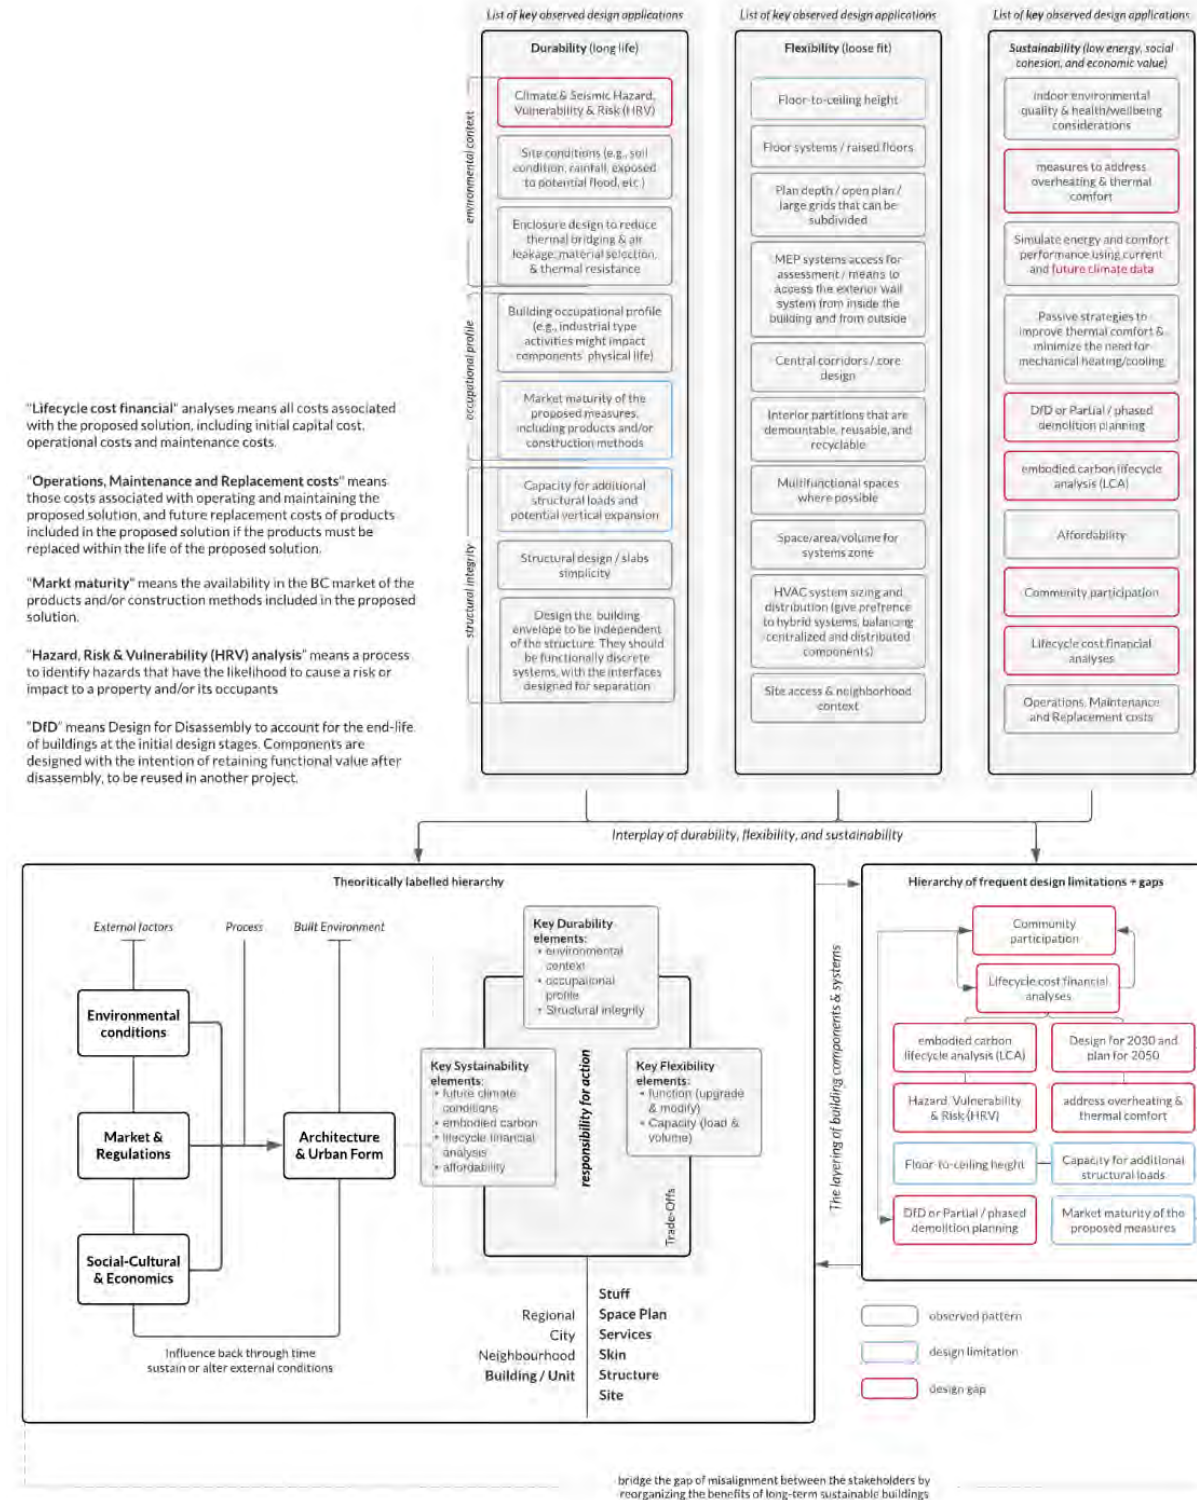 List of key observed design applications
Durability (long life)
environmental context
Climate & Seismic Hazard,
Vulnerability & Risk (HRV)
Site conditions (e.g., soil
condition, rainfall, exposed
to potential flood, etc.)
Enclosure design to reduce
thermal bridging & air
leakage: material selection,
& thermal resistance
occupational profile
Building occupational profile
(e.g., industrial type
activities might impact
components' physical life)
Market maturity of the
proposed measures,
including products and/or
construction methods
structural integrity
Capacity for additional
structural loads and
potential vertical expansion
Structural design / slabs
simplicity
Design the building
envelope to be independent
of the structure. They should
be functionally discrete
systems, with the interfaces
designed for separation
List of key observed design applications
Flexibility (loose fit)
Floor-to-ceiling height
Floor systems / raised floors
Plan depth / open plan /
large grids that can be
subdivided
MEP systems access for
assessment / means to
access the exterior wall
system from inside the
building and from outside
Central corridors / core
design
Interior partitions that are
demountable, reusable, and
recyclable
Multifunctional spaces
where possible
Space/area/volume for
systems zone
HVAC system sizing and
distribution (give prefrence
to hybrid systems, balancing
centralized and distributed
components)
Site access & neighborhood
context
List of key observed design applications
Sustainability (low energy, social
cohesion, and economic value)
Indoor environmental
quality & health/wellbeing
considerations
measures to address
overheating & thermal
comfort
Simulate energy and comfort
performance using current
and future climate data
Passive strategies to
improve thermal comfort &
minimize the need for
mechanical heating/cooling
DfD or Partial / phased
demolition planning
embodied carbon lifecycle
analysis (LCA)
Affordability
Community participation
Lifecycle cost financial
analyses
Operations, Maintenance
and Replacement costs
"Lifecycle cost financial" analyses means all costs associated
with the proposed solution, including initial capital cost,
operational costs and maintenance costs.
"Operations, Maintenance and Replacement costs" means
those costs associated with operating and maintaining the
proposed solution, and future replacement costs of products
included in the proposed solution if the products must be
replaced within the life of the proposed solution.
"Markt maturity" means the availability in the BC market of the
products and/or construction methods included in the proposed
solution.
"Hazard, Risk & Vulnerability (HRV) analysis" means a process
to identify hazards that have the likelihood to cause a risk or
impact to a property and/or its occupants
"DfD" means Design for Disassembly to account for the end-life
of buildings at the initial design stages. Components are
designed with the intention of retaining functional value after
disassembly, to be reused in another project.
Interplay of durability, flexibility, and sustainability
Theoritically labelled hierarchy
External factors
Process
Built Environment
Environmental
conditions
Market &
Regulations
Social-Cultural
& Economics
Architecture
& Urban Form
Influence back through time
sustain or alter external conditions
Key Durability
elements:
• environmental
context
• occupational
profile
• Structural integrity
Key Sustainability
elements:
• future climate
conditions
• embodied carbon
• lifecycle financial
analysis
• affordability
responsibility for action
Key Flexibility
elements:
• function (upgrade
& modify)
• Capacity (load &
volume)
Trade-Offs
Regional
City
Neighbourhood
Building / Unit
Stuff
Space Plan
Services
Skin
Structure
Site
The layering of building components & systems
Hierarchy of frequent design limitations + gaps
Community
participation
Lifecycle cost financial
analyses
embodied carbon
lifecycle analysis (LCA)
Design for 2030 and
plan for 2050
Hazard, Vulnerability
& Risk (HRV)
address overheating &
thermal comfort
Floor-to-ceiling height
Capacity for additional
structural loads
DfD or Partial / phased
demolition planning
Market maturity of the
proposed measures
observed pattern
design limitation
design gap
bridge the gap of misalignment between the stakeholders by
reorganizing the benefits of long-term sustainable buildings